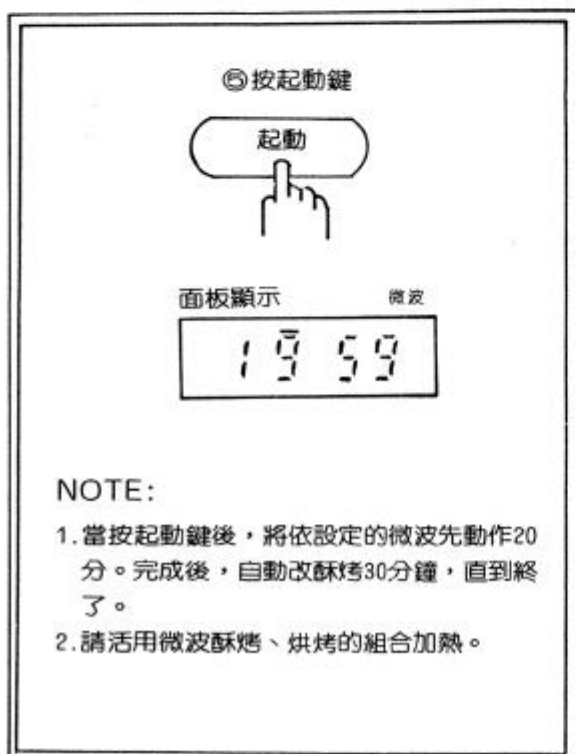 ⑤按起動鍵
起動
面板顯示 微波
19 59
NOTE:
1.當按起動鍵後，將依設定的微波先動作20
分。完成後，自動改酥烤30分鐘，直到終
了。
2.請活用微波酥烤、烘烤的組合加熱。